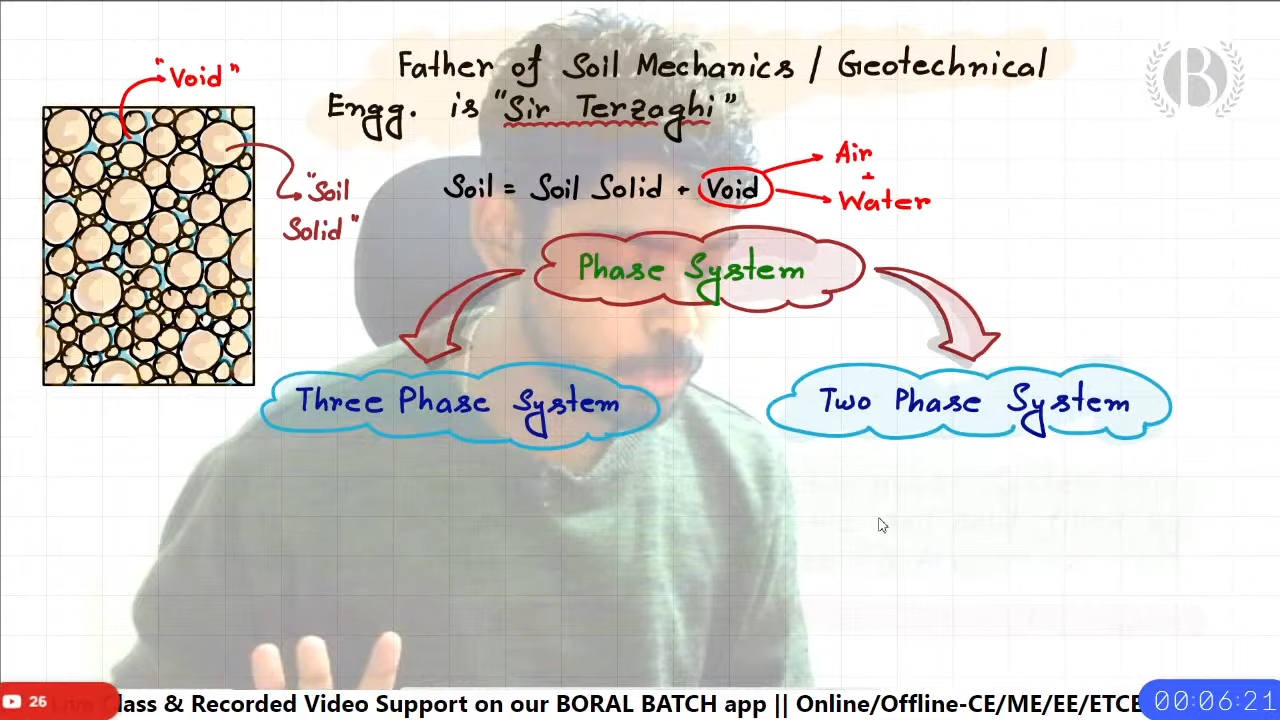 "Void"
Father of Soil Mechanics / Geotechnical
Engg. is "Sir Terzaghi"
"Soil
Solid"
Soil = Soil Solid + Void
Air
+
Water
Phase System
Three Phase System
Two Phase System
B
26
Class & Recorded Video Support on our BORAL BATCH app || Online/Offline-CE/ME/EE/ETCE
00:06:21